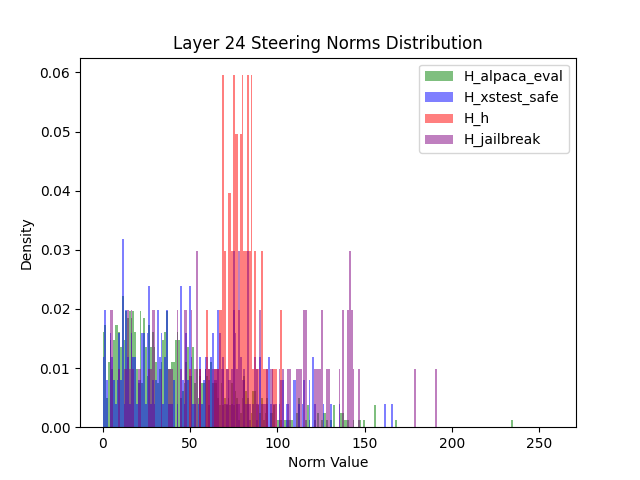 Layer 24 Steering Norms Distribution
H_alpaca_eval
H_xstest_safe
H_h
H_jailbreak
Density
0.06
0.05
0.04
0.03
0.02
0.01
0.00
0
50
100
150
200
250
Norm Value